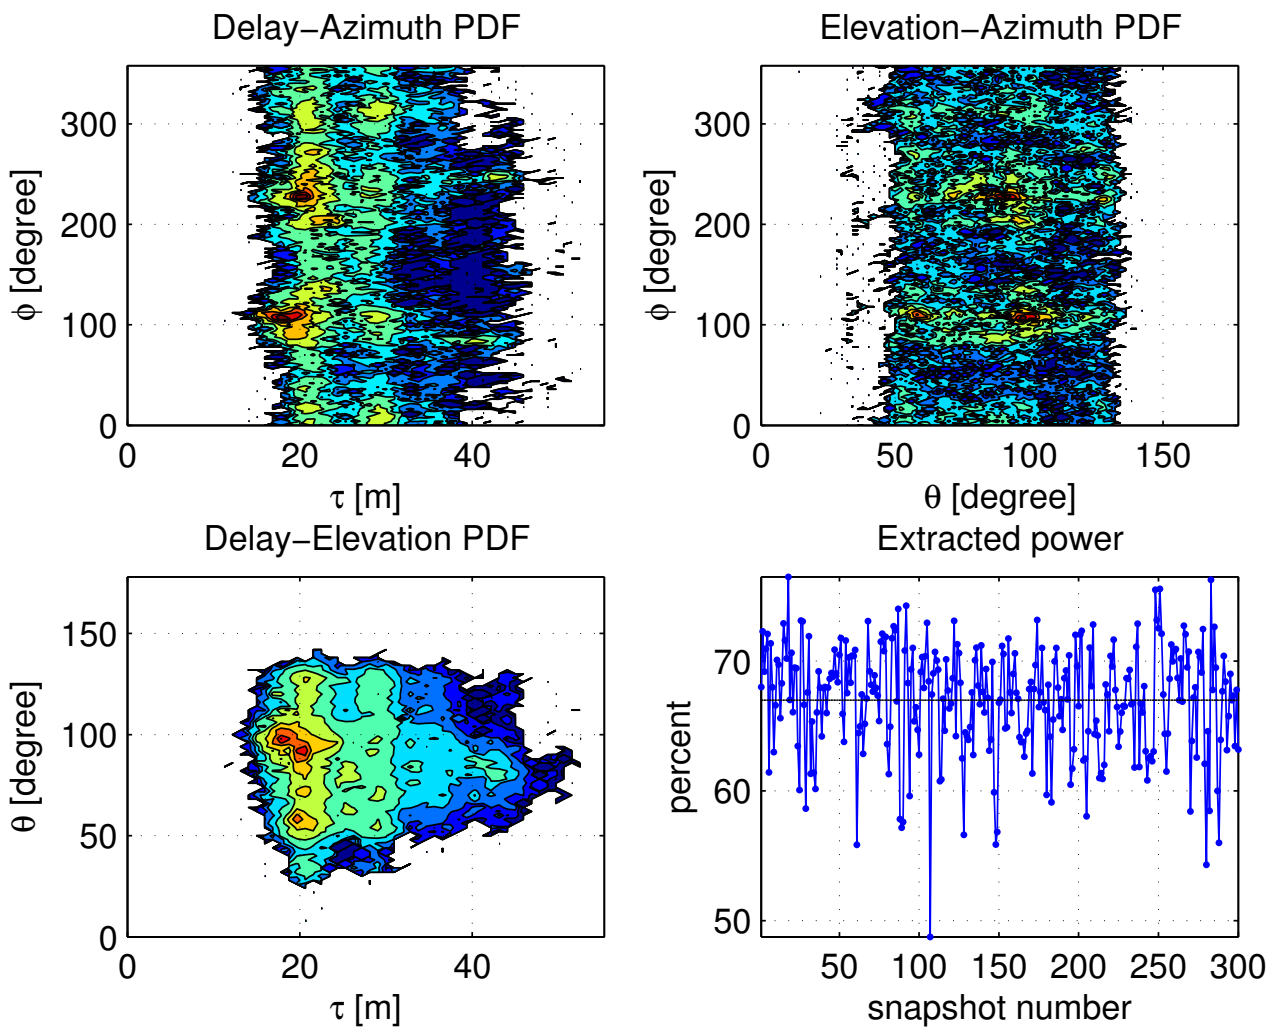 Delay−Azimuth PDF
ϕ [degree]
300
200
100
0
0 20 40
τ [m]
Elevation−Azimuth PDF
ϕ [degree]
300
200
100
0
0 50 100 150
θ [degree]
Delay−Elevation PDF
θ [degree]
150
100
50
0
0 20 40
τ [m]
Extracted power
percent
70
60
50
50 100 150 200 250 300
snapshot number